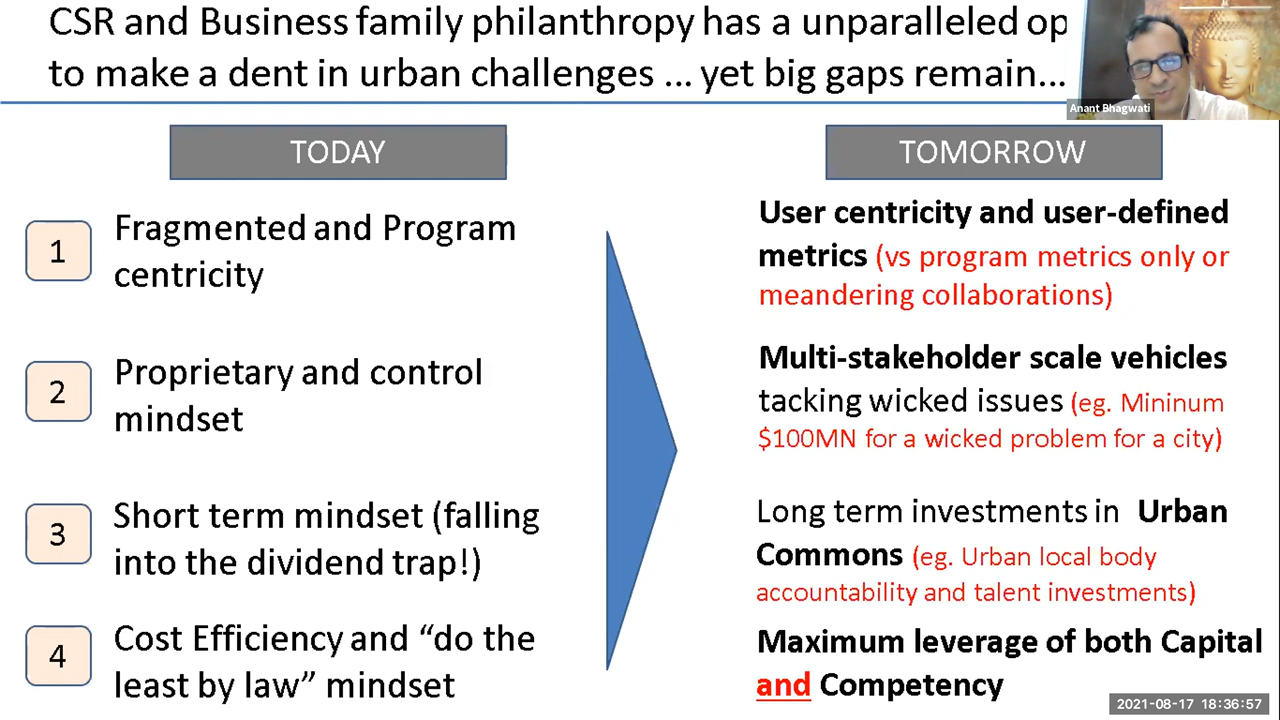 CSR and Business family philanthropy has a unparalleled op
to make a dent in urban challenges ... yet big gaps remain...
Anant Bhagwati
TODAY
TOMORROW
1
Fragmented and Program
centricity
User centricity and user-defined
metrics (vs program metrics only or
meandering collaborations)
2
Proprietary and control
mindset
Multi-stakeholder scale vehicles
tacking wicked issues (eg. Mininum
$100MN for a wicked problem for a city)
3
Short term mindset (falling
into the dividend trap!)
Long term investments in Urban
Commons (eg. Urban local body
accountability and talent investments)
4
Cost Efficiency and “do the
least by law” mindset
Maximum leverage of both Capital
and Competency
2021-08-17 18:36:57